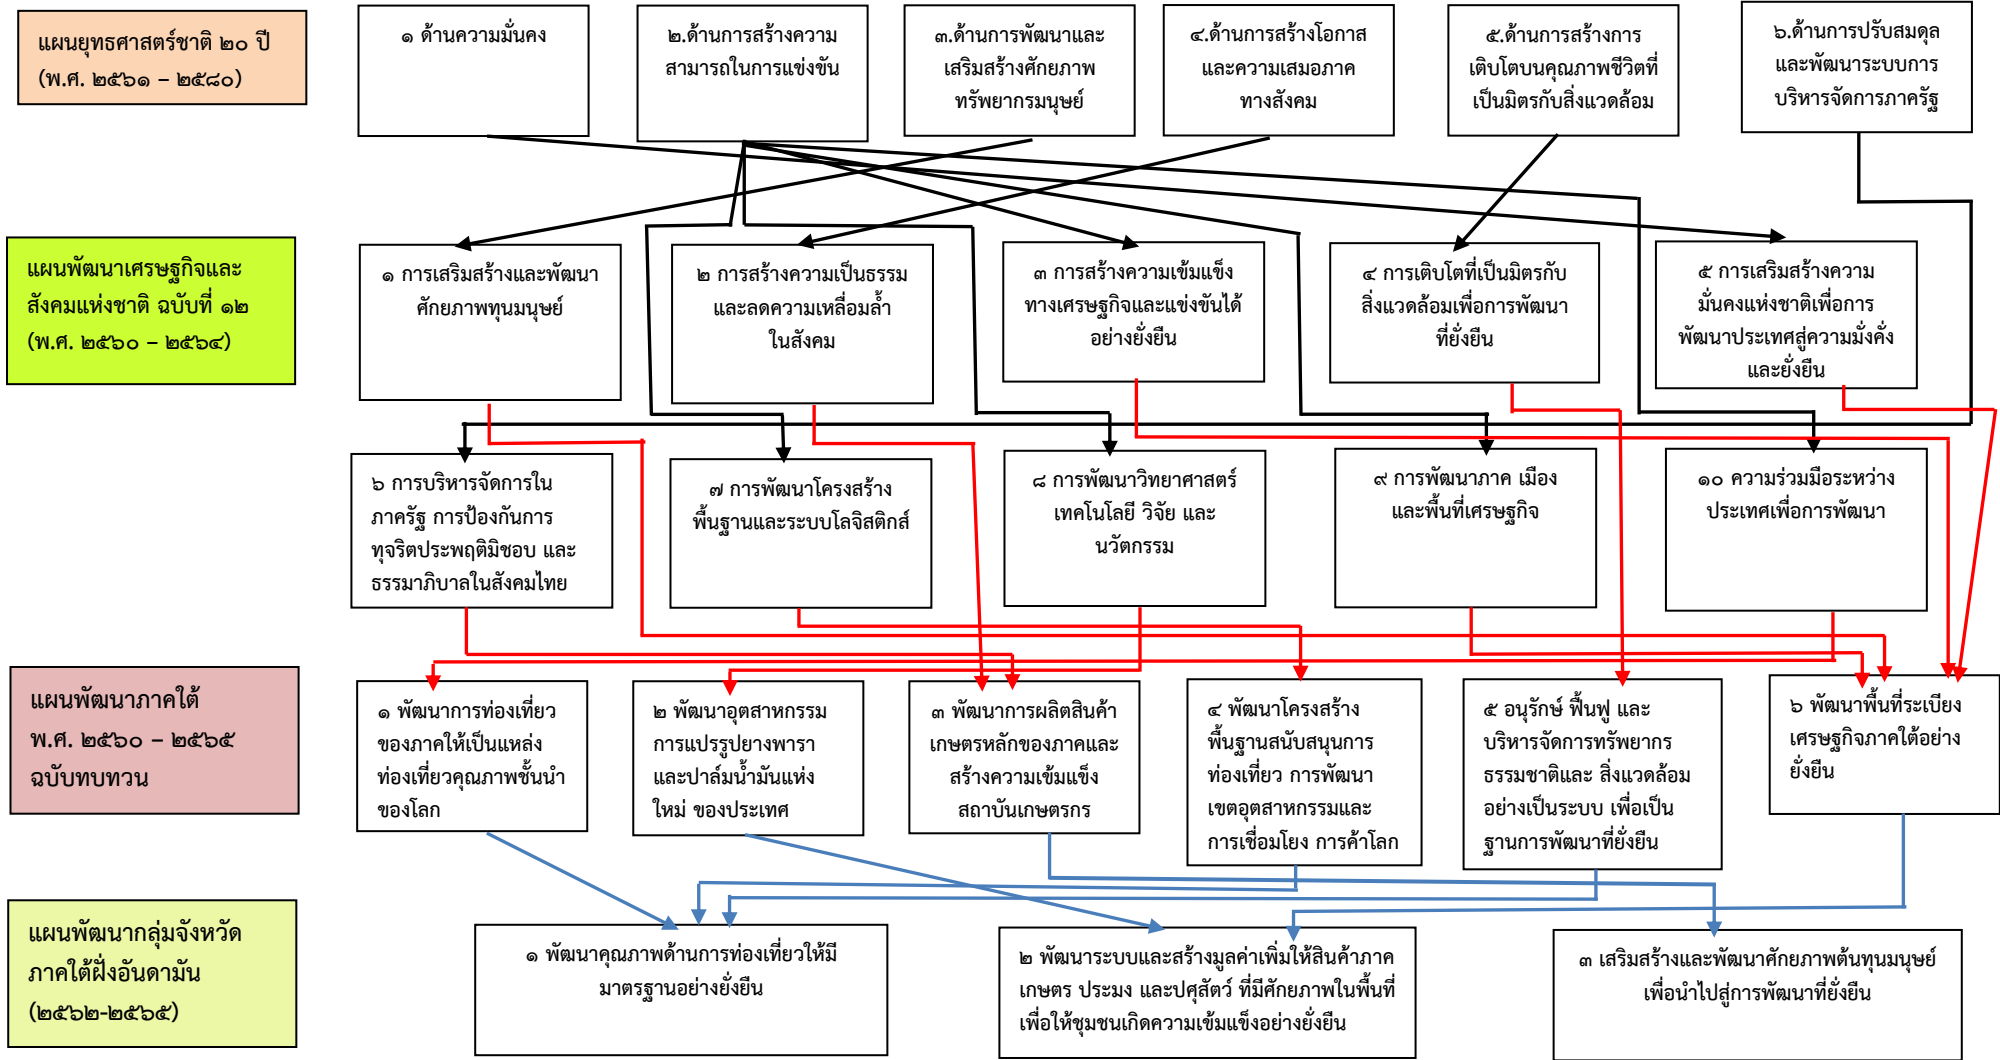 แผนยุทธศาสตร์ชาติ ๒๐ ปี
(พ.ศ. ๒๕๖๑ – ๒๕๘๐)
๑ ด้านความมั่นคง
๒.ด้านการสร้างความ
สามารถในการแข่งขัน
๓.ด้านการพัฒนาและ
เสริมสร้างศักยภาพ
ทรัพยากรมนุษย์
๔.ด้านการสร้างโอกาส
และความเสมอภาค
ทางสังคม
๕.ด้านการสร้างการ
เติบโตบนคุณภาพชีวิตที่
เป็นมิตรกับสิ่งแวดล้อม
๖.ด้านการปรับสมดุล
และพัฒนาระบบการ
บริหารจัดการภาครัฐ
แผนพัฒนาเศรษฐกิจและ
สังคมแห่งชาติ ฉบับที่ ๑๒
(พ.ศ. ๒๕๖๐ – ๒๕๖๔)
๑ การเสริมสร้างและพัฒนา
ศักยภาพทุนมนุษย์
๒ การสร้างความเป็นธรรม
และลดความเหลื่อมล้ำ
ในสังคม
๓ การสร้างความเข้มแข็ง
ทางเศรษฐกิจและแข่งขันได้
อย่างยั่งยืน
๔ การเติบโตที่เป็นมิตรกับ
สิ่งแวดล้อมเพื่อการพัฒนา
ที่ยั่งยืน
๕ การเสริมสร้างความ
มั่นคงแห่งชาติเพื่อการ
พัฒนาประเทศสู่ความมั่งคั่ง
และยั่งยืน
๖ การบริหารจัดการใน
ภาครัฐ การป้องกันการ
ทุจริตประพฤติมิชอบ และ
ธรรมาภิบาลในสังคมไทย
๗ การพัฒนาโครงสร้าง
พื้นฐานและระบบโลจิสติกส์
๘ การพัฒนาวิทยาศาสตร์
เทคโนโลยี วิจัย และ
นวัตกรรม
๙ การพัฒนาภาค เมือง
และพื้นที่เศรษฐกิจ
๑๐ ความร่วมมือระหว่าง
ประเทศเพื่อการพัฒนา
แผนพัฒนาภาคใต้
พ.ศ. ๒๕๖๐ – ๒๕๖๕
ฉบับทบทวน
๑ พัฒนาการท่องเที่ยว
ของภาคให้เป็นแหล่ง
ท่องเที่ยวคุณภาพชั้นนำ
ของโลก
๒ พัฒนาอุตสาหกรรม
การแปรรูปยางพารา
และปาล์มน้ำมันแห่ง
ใหม่ ของประเทศ
๓ พัฒนาการผลิตสินค้า
เกษตรหลักของภาคและ
สร้างความเข้มแข็ง
สถาบันเกษตรกร
๔ พัฒนาโครงสร้าง
พื้นฐานสนับสนุนการ
ท่องเที่ยว การพัฒนา
เขตอุตสาหกรรมและ
การเชื่อมโยง การค้าโลก
๕ อนุรักษ์ ฟื้นฟู และ
บริหารจัดการทรัพยากร
ธรรมชาติและ สิ่งแวดล้อม
อย่างเป็นระบบ เพื่อเป็น
ฐานการพัฒนาที่ยั่งยืน
๖ พัฒนาพื้นที่ระเบียง
เศรษฐกิจภาคใต้อย่าง
ยั่งยืน
แผนพัฒนากลุ่มจังหวัด
ภาคใต้ฝั่งอันดามัน
(๒๕๖๒-๒๕๖๕)
๑ พัฒนาคุณภาพด้านการท่องเที่ยวให้มี
มาตรฐานอย่างยั่งยืน
๒ พัฒนาระบบและสร้างมูลค่าเพิ่มให้สินค้าภาค
เกษตร ประมง และปศุสัตว์ ที่มีศักยภาพในพื้นที่
เพื่อให้ชุมชนเกิดความเข้มแข็งอย่างยั่งยืน
๓ เสริมสร้างและพัฒนาศักยภาพต้นทุนมนุษย์
เพื่อนำไปสู่การพัฒนาที่ยั่งยืน